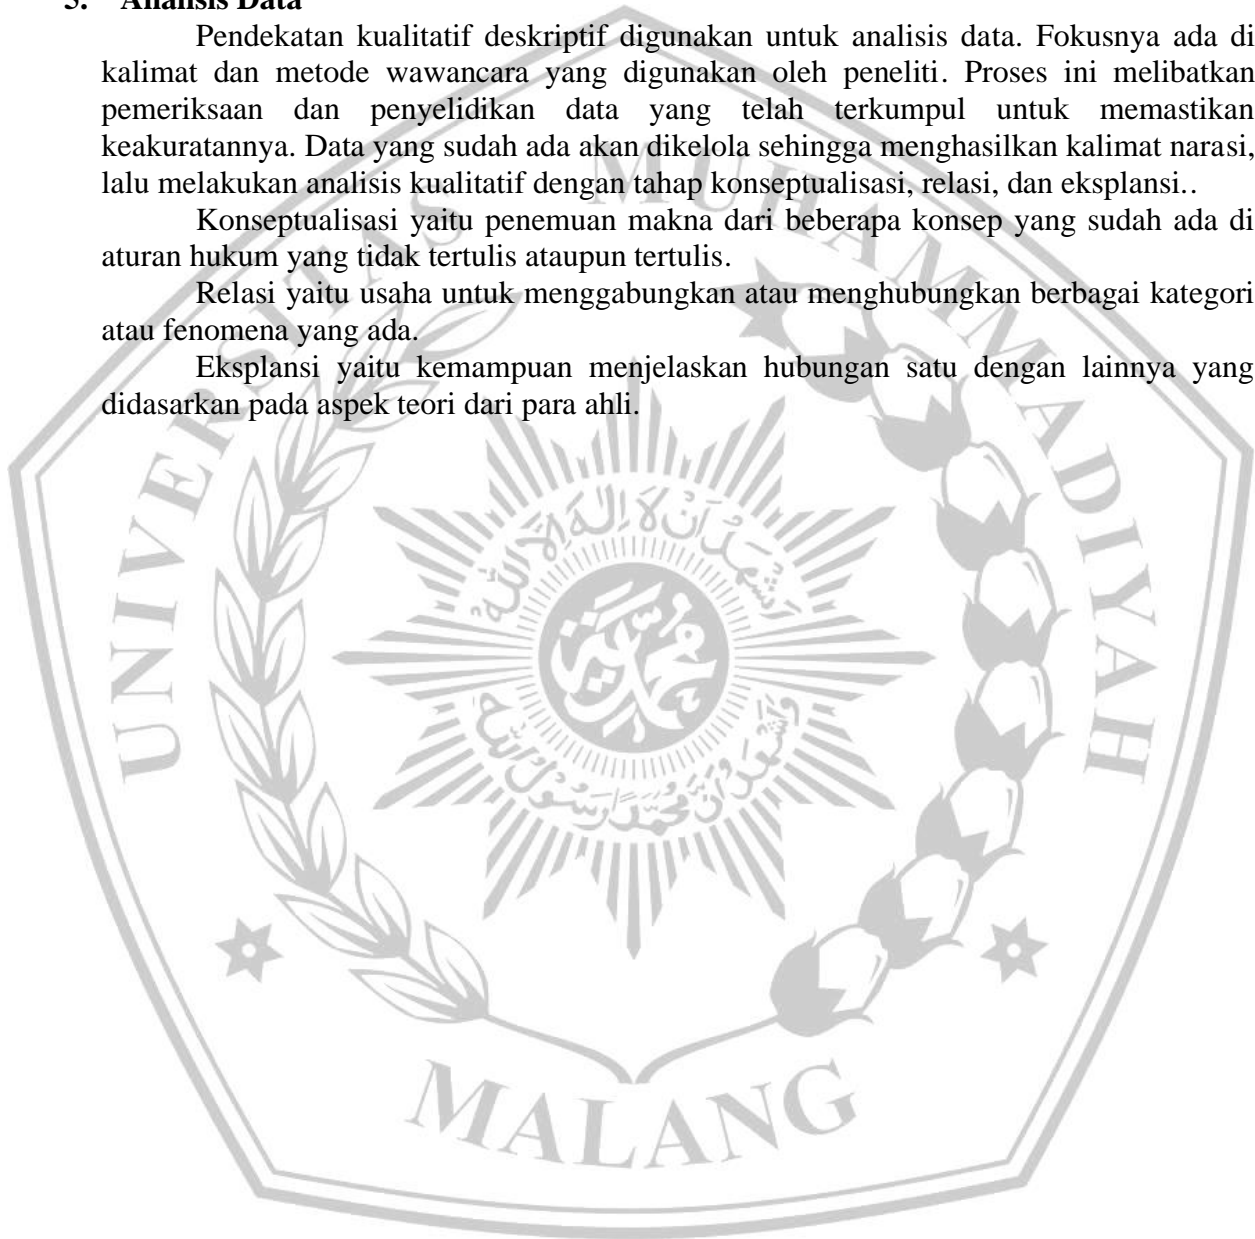 5. Analisis Data
Pendekatan kualitatif deskriptif digunakan untuk analisis data. Fokusnya ada di
kalimat dan metode wawancara yang digunakan oleh peneliti. Proses ini melibatkan
pemeriksaan dan penyelidikan data yang telah terkumpul untuk memastikan
keakuratannya. Data yang sudah ada akan dikelola sehingga menghasilkan kalimat narasi,
lalu melakukan analisis kualitatif dengan tahap konseptualisasi, relasi, dan eksplansi..
Konseptualisasi yaitu penemuan makna dari beberapa konsep yang sudah ada di
aturan hukum yang tidak tertulis ataupun tertulis.
Relasi yaitu usaha untuk menggabungkan atau menghubungkan berbagai kategori
atau fenomena yang ada.
Eksplansi yaitu kemampuan menjelaskan hubungan satu dengan lainnya yang
didasarkan pada aspek teori dari para ahli.
UNIVERSITAS MUHAMMADIYAH
MALANG